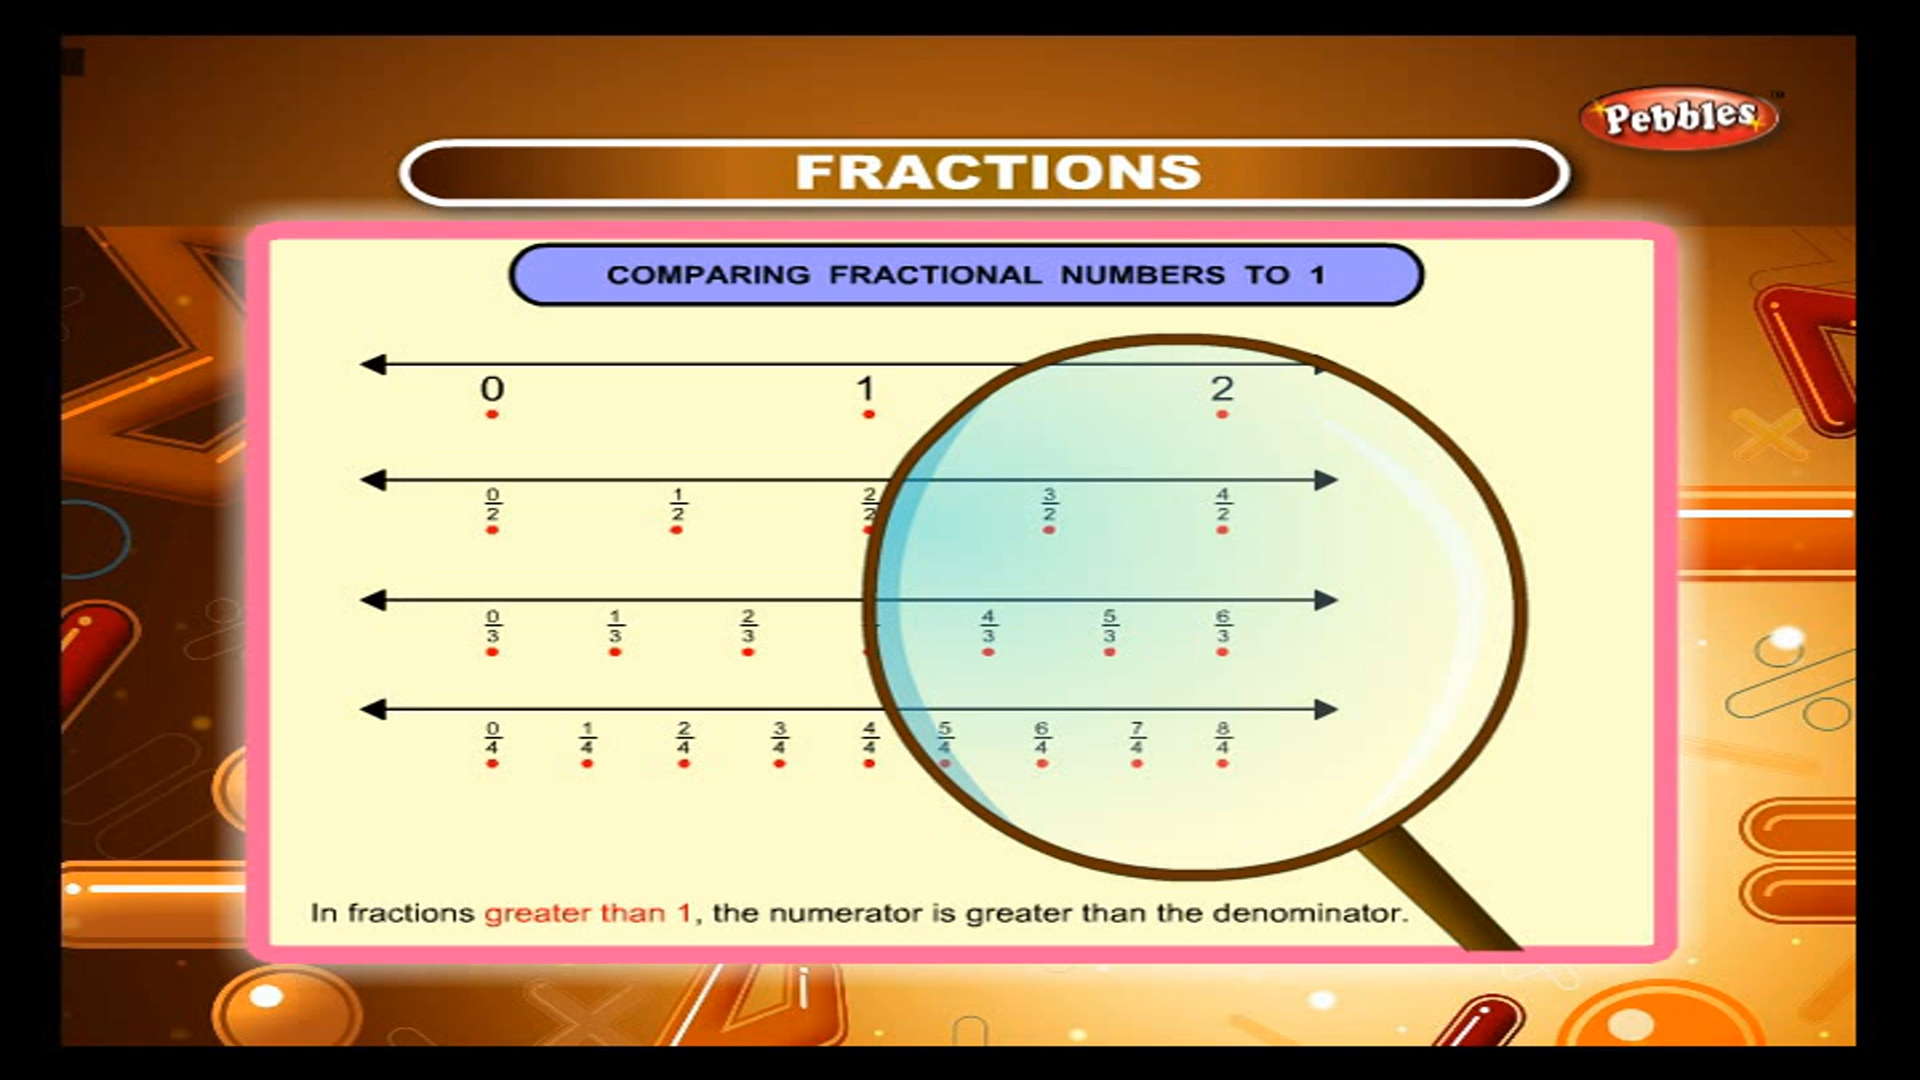 Pebbles™
FRACTIONS
COMPARING FRACTIONAL NUMBERS TO 1
0 1 2
0/2 1/2 2/2 3/2 4/2
0/3 1/3 2/3 4/3 5/3 6/3
0/4 1/4 2/4 3/4 4/4 5/4 6/4 7/4 8/4
In fractions greater than 1, the numerator is greater than the denominator.